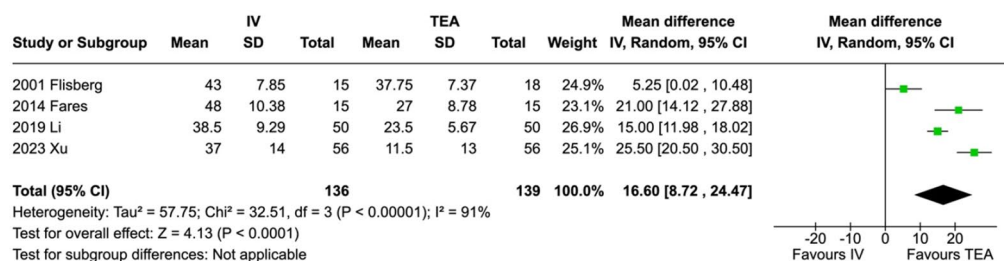 IV TEA Mean difference Mean difference
Study or Subgroup Mean SD Total Mean SD Total Weight IV, Random, 95% CI IV, Random, 95% CI
2001 Flisberg 43 7.85 15 37.75 7.37 18 24.9% 5.25 [0.02 , 10.48]
2014 Fares 48 10.38 15 27 8.78 15 23.1% 21.00 [14.12 , 27.88]
2019 Li 38.5 9.29 50 23.5 5.67 50 26.9% 15.00 [11.98 , 18.02]
2023 Xu 37 14 56 11.5 13 56 25.1% 25.50 [20.50 , 30.50]
Total (95% CI) 136 139 100.0% 16.60 [8.72 , 24.47]
Heterogeneity: Tau² = 57.75; Chi² = 32.51, df = 3 (P < 0.00001); I² = 91%
Test for overall effect: Z = 4.13 (P < 0.0001) -20 -10 0 10 20
Test for subgroup differences: Not applicable Favours IV Favours TEA